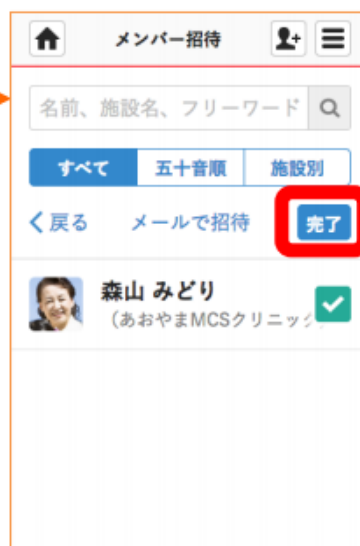 メンバー招待
名前、施設名、フリーワード
すべて 五十音順 施設別
戻る メールで招待 完了
森山 みどり
（あおやまMCSクリニック